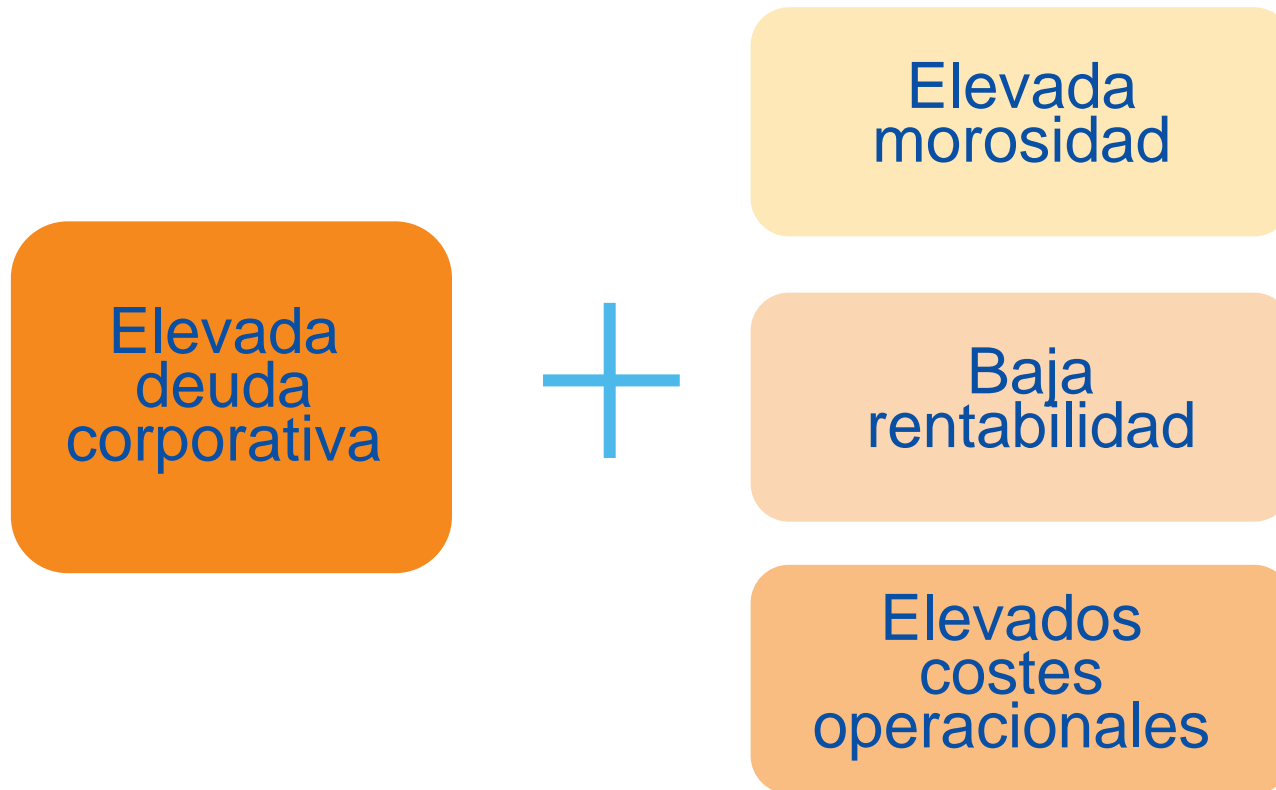 Elevada
deuda
corporativa
Elevada
morosidad
Baja
rentabilidad
Elevados
costes
operacionales